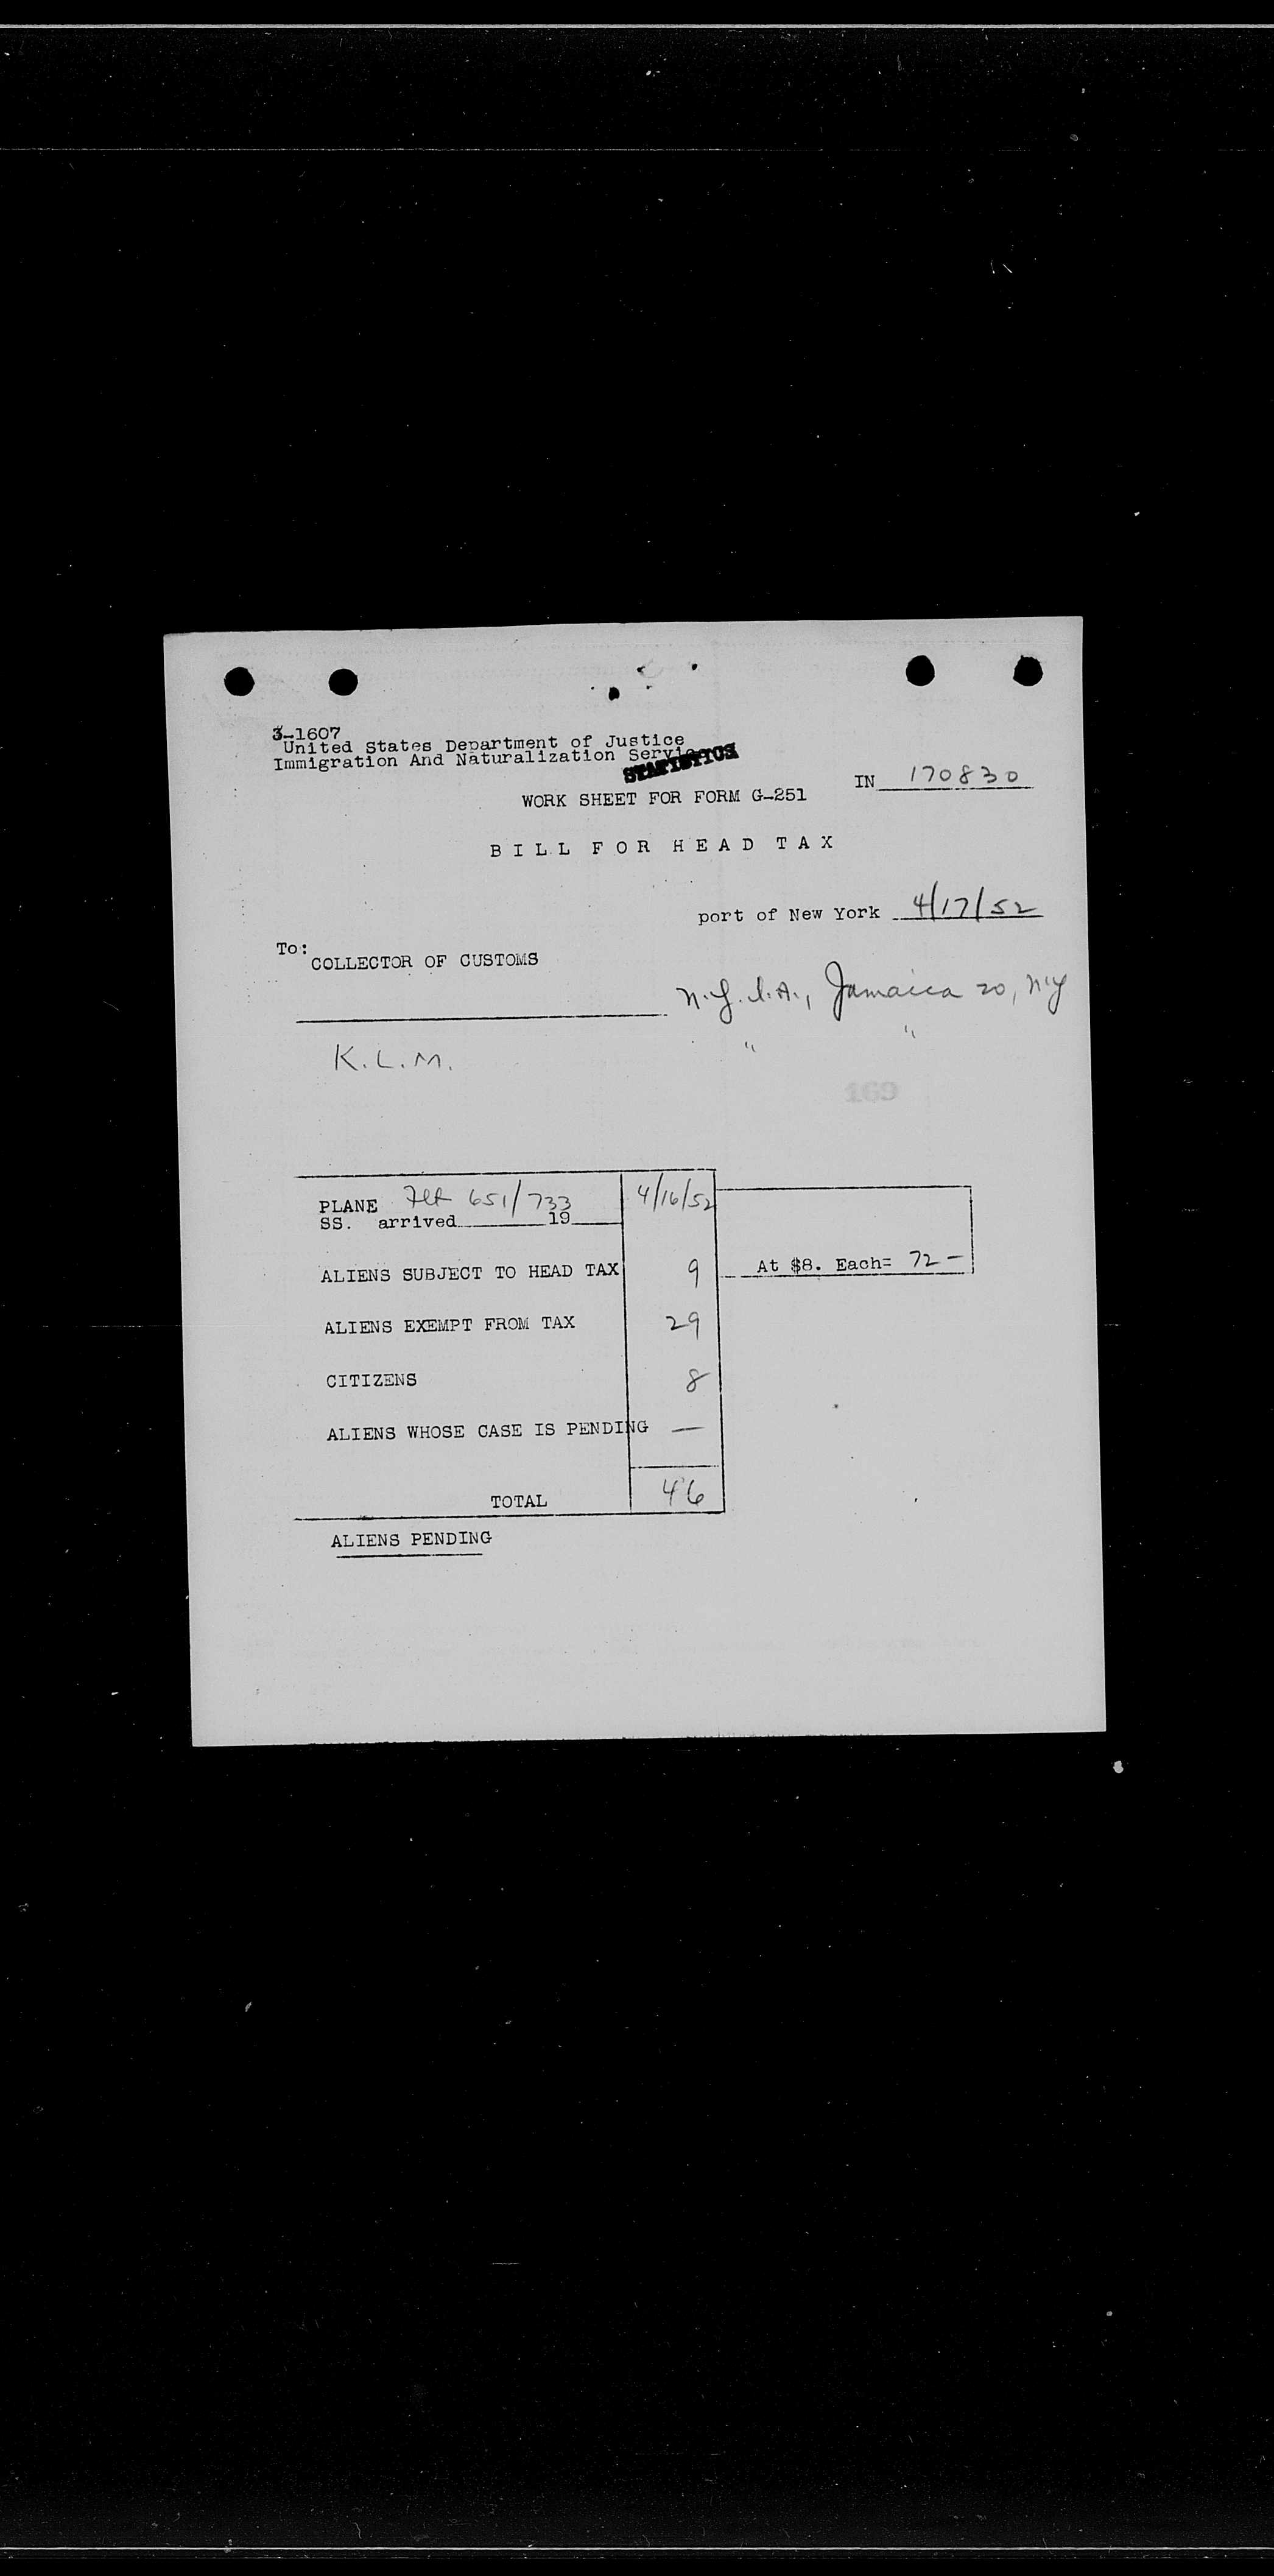 3-1607
United States Department of Justice
Immigration And Naturalization Service
STATISTICS
IN 170830
WORK SHEET FOR FORM G-251
BILL FOR HEAD TAX
port of New York 4/17/52
To:
COLLECTOR OF CUSTOMS
N.Y.I.A., Jamaica 20, NY
" "
K.L.M.
169
PLANE Flt 651/733 4/16/52
SS. arrived 19
ALIENS SUBJECT TO HEAD TAX 9 At $8. Each= 72 —
ALIENS EXEMPT FROM TAX 29
CITIZENS 8
ALIENS WHOSE CASE IS PENDING —
TOTAL 46
ALIENS PENDING